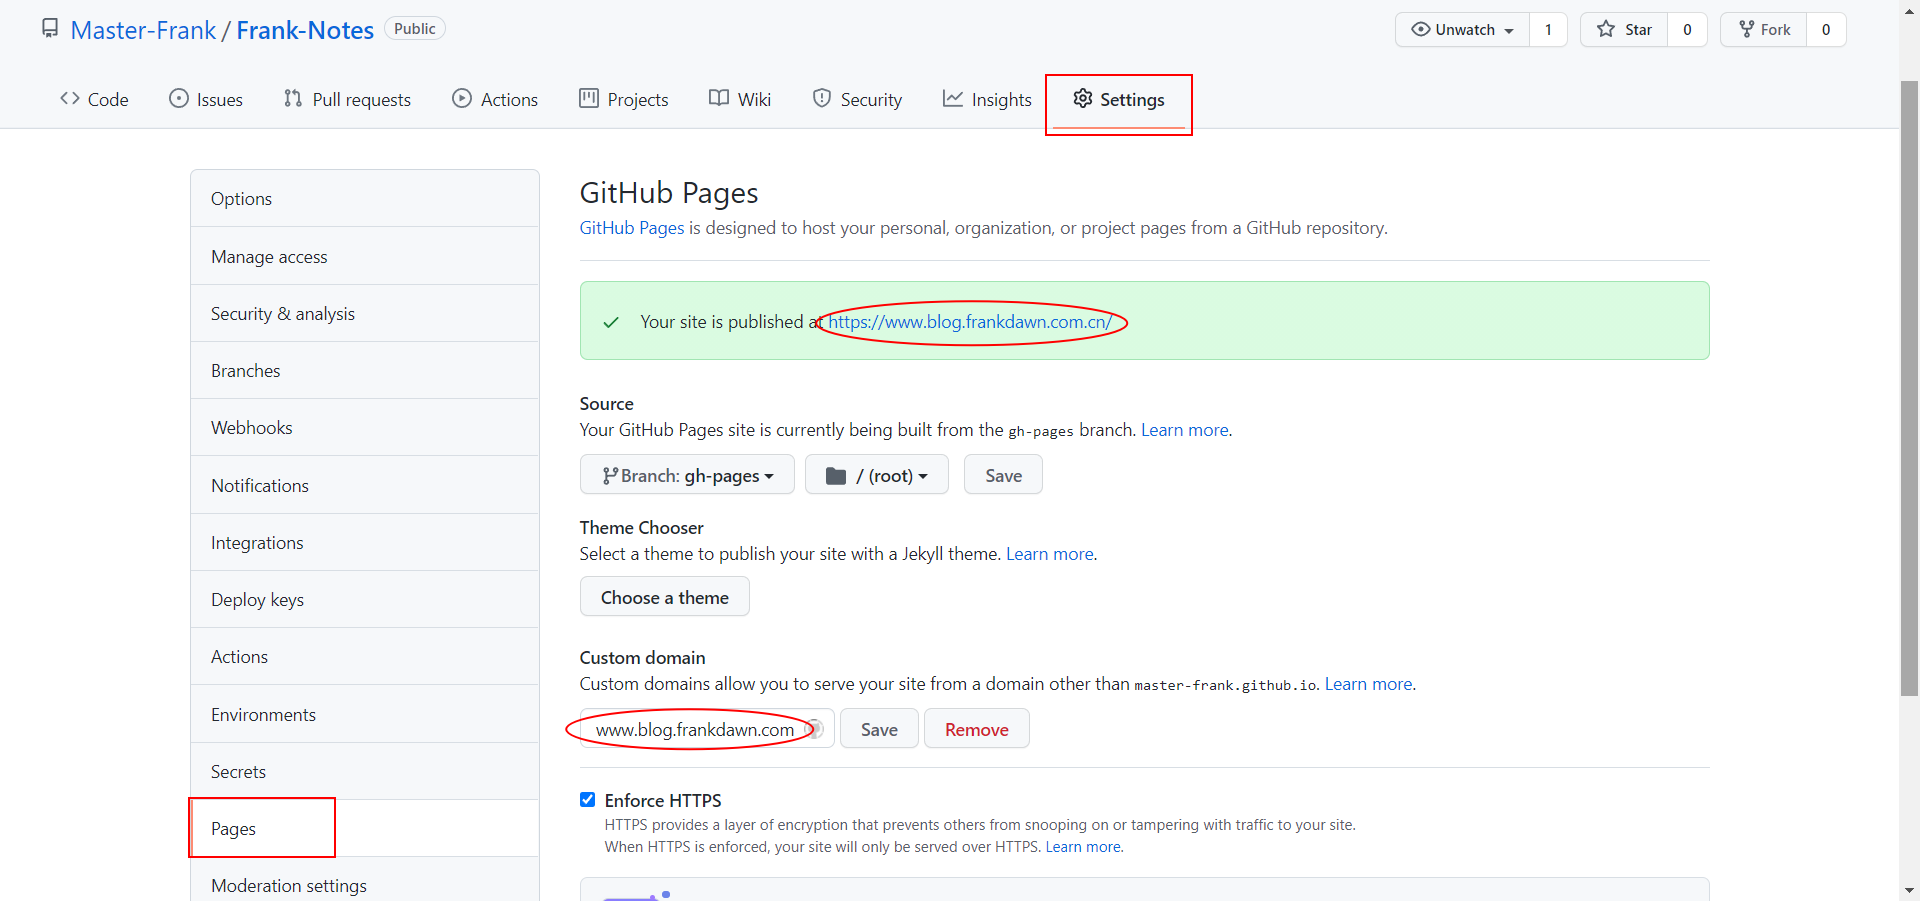 Master-Frank / Frank-Notes Public
Unwatch 1 Star 0 Fork 0
Code Issues Pull requests Actions Projects Wiki Security Insights Settings
Options
Manage access
Security & analysis
Branches
Webhooks
Notifications
Integrations
Deploy keys
Actions
Environments
Secrets
Pages
Moderation settings
GitHub Pages
GitHub Pages is designed to host your personal, organization, or project pages from a GitHub repository.
Your site is published at https://www.blog.frankdawn.com.cn/
Source
Your GitHub Pages site is currently being built from the gh-pages branch. Learn more.
Branch: gh-pages / (root) Save
Theme Chooser
Select a theme to publish your site with a Jekyll theme. Learn more.
Choose a theme
Custom domain
Custom domains allow you to serve your site from a domain other than master-frank.github.io. Learn more.
www.blog.frankdawn.com Save Remove
Enforce HTTPS
HTTPS provides a layer of encryption that prevents others from snooping on or tampering with traffic to your site.
When HTTPS is enforced, your site will only be served over HTTPS. Learn more.